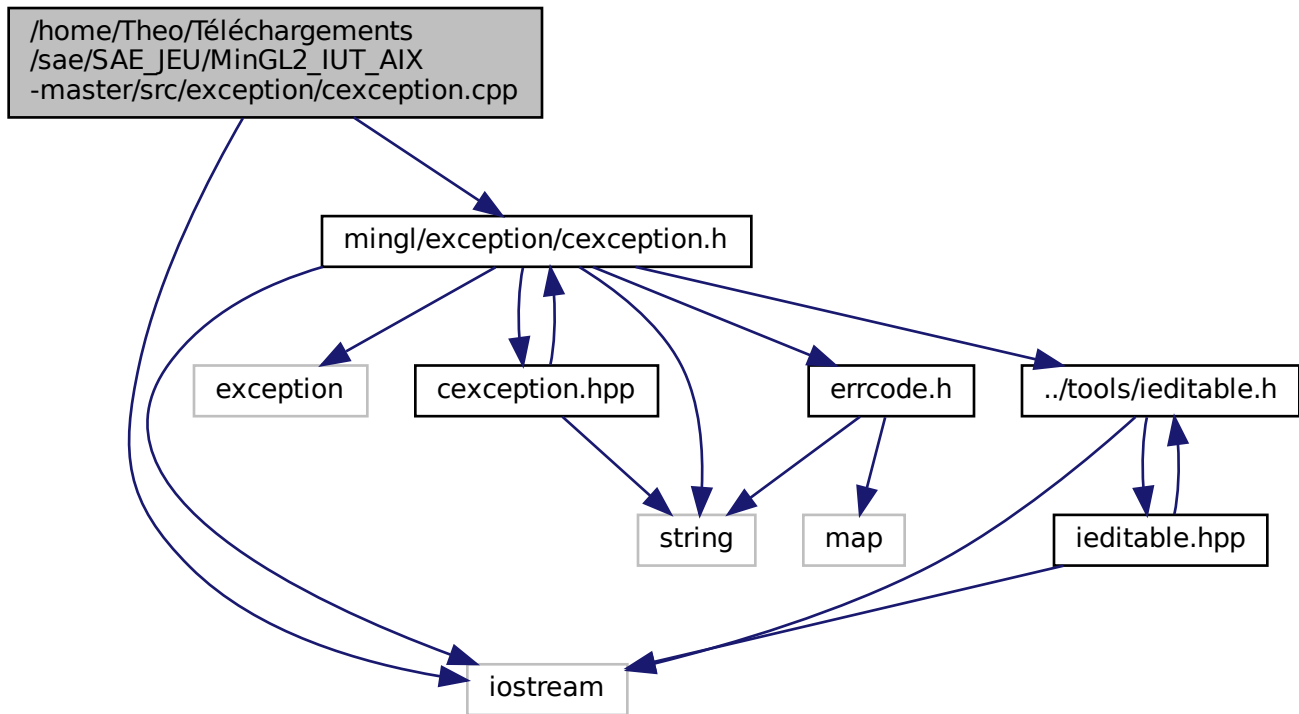 /home/Theo/Téléchargements
/sae/SAE_JEU/MinGL2_IUT_AIX
-master/src/exception/cexception.cpp
mingl/exception/cexception.h
exception
cexception.hpp
errcode.h
../tools/ieditable.h
string
map
ieditable.hpp
iostream